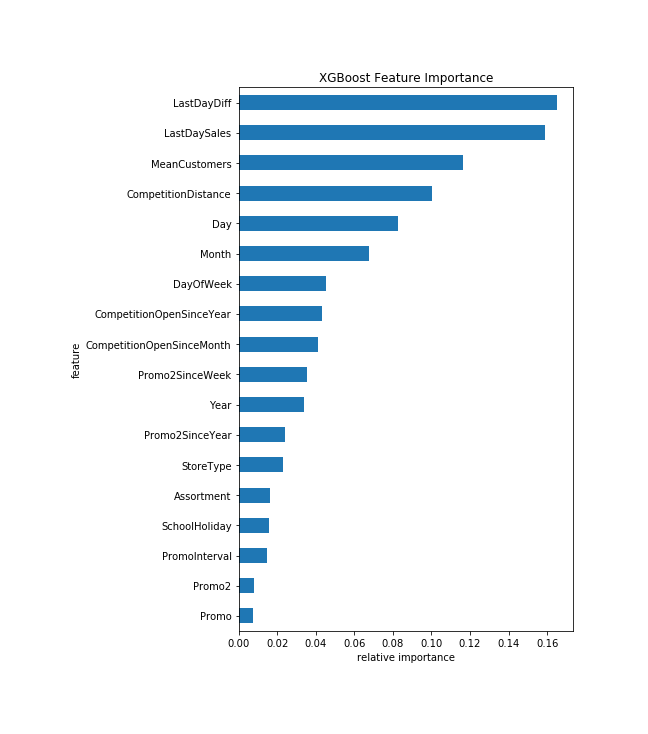 XGBoost Feature Importance
LastDayDiff
LastDaySales
MeanCustomers
CompetitionDistance
Day
Month
DayOfWeek
CompetitionOpenSinceYear
CompetitionOpenSinceMonth
Promo2SinceWeek
Year
Promo2SinceYear
StoreType
Assortment
SchoolHoliday
PromoInterval
Promo2
Promo
feature
0.00 0.02 0.04 0.06 0.08 0.10 0.12 0.14 0.16
relative importance